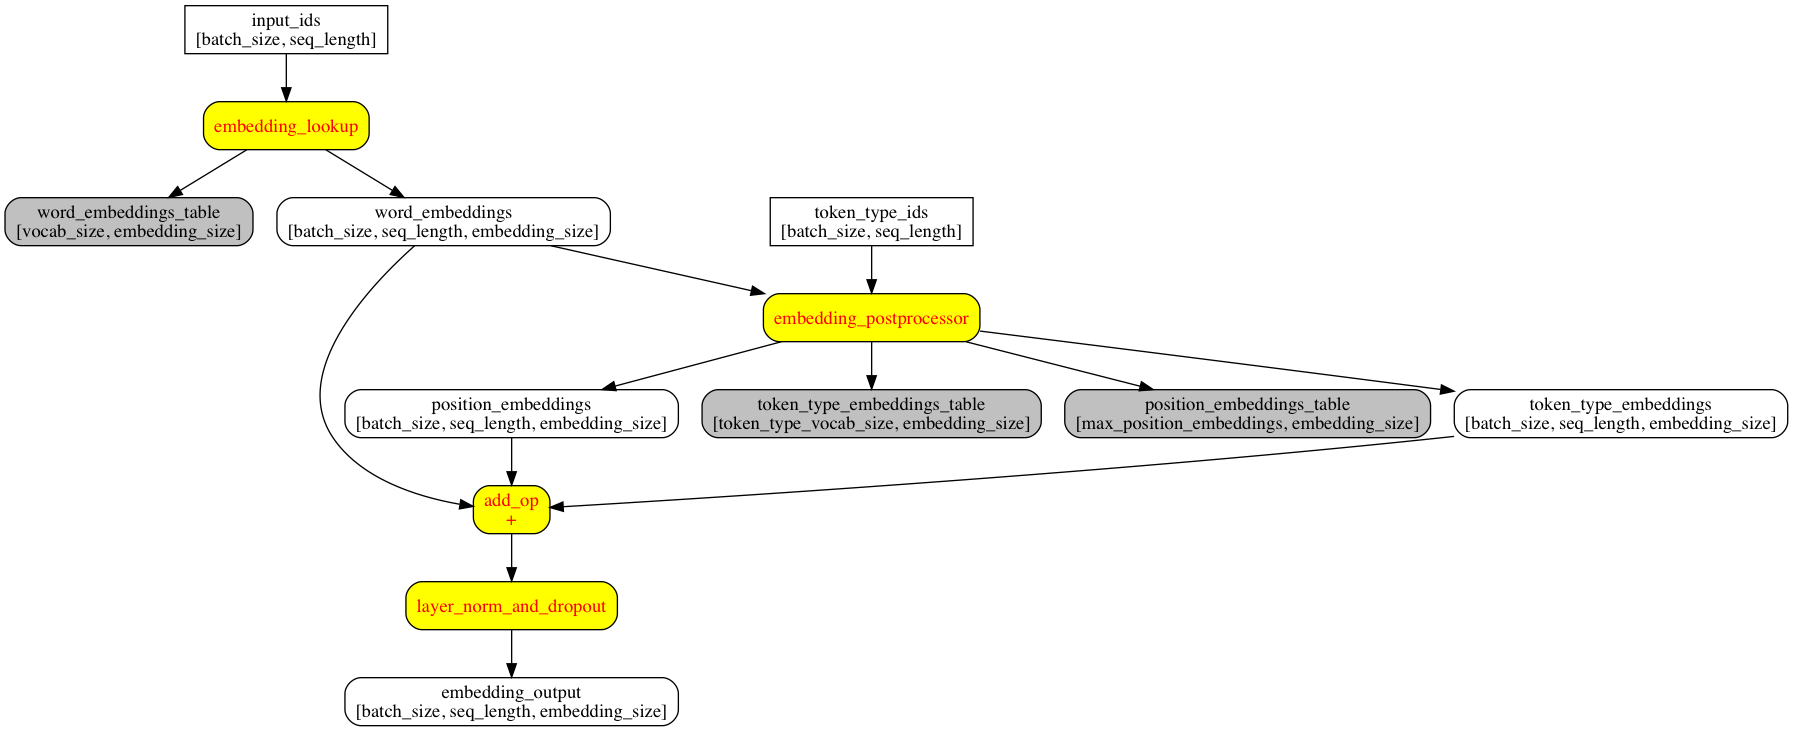 input_ids
[batch_size, seq_length]
embedding_lookup
word_embeddings_table
[vocab_size, embedding_size]
word_embeddings
[batch_size, seq_length, embedding_size]
token_type_ids
[batch_size, seq_length]
embedding_postprocessor
position_embeddings
[batch_size, seq_length, embedding_size]
token_type_embeddings_table
[token_type_vocab_size, embedding_size]
position_embeddings_table
[max_position_embeddings, embedding_size]
token_type_embeddings
[batch_size, seq_length, embedding_size]
add_op
+
layer_norm_and_dropout
embedding_output
[batch_size, seq_length, embedding_size]